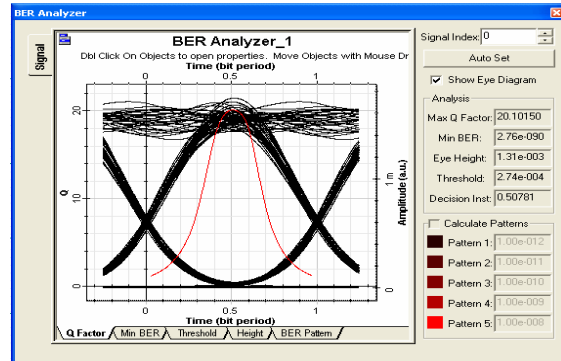 BER Analyzer
Signal Index: 0
Auto Set
Show Eye Diagram
Signal
BER Analyzer_1
Dbl Click On Objects to open properties. Move Objects with Mouse Dr
Time (bit period)
0 0.5 1
20
10
0
Q
1 m
0
Amplitude (a.u.)
0 0.5 1
Time (bit period)
Q Factor Min BER Threshold Height BER Pattern
Analysis
Max Q Factor: 20.10150
Min BER: 2.76e-090
Eye Height: 1.31e-003
Threshold: 2.74e-004
Decision Inst: 0.50781
Calculate Patterns
Pattern 1: 1.00e-012
Pattern 2: 1.00e-011
Pattern 3: 1.00e-010
Pattern 4: 1.00e-009
Pattern 5: 1.00e-008